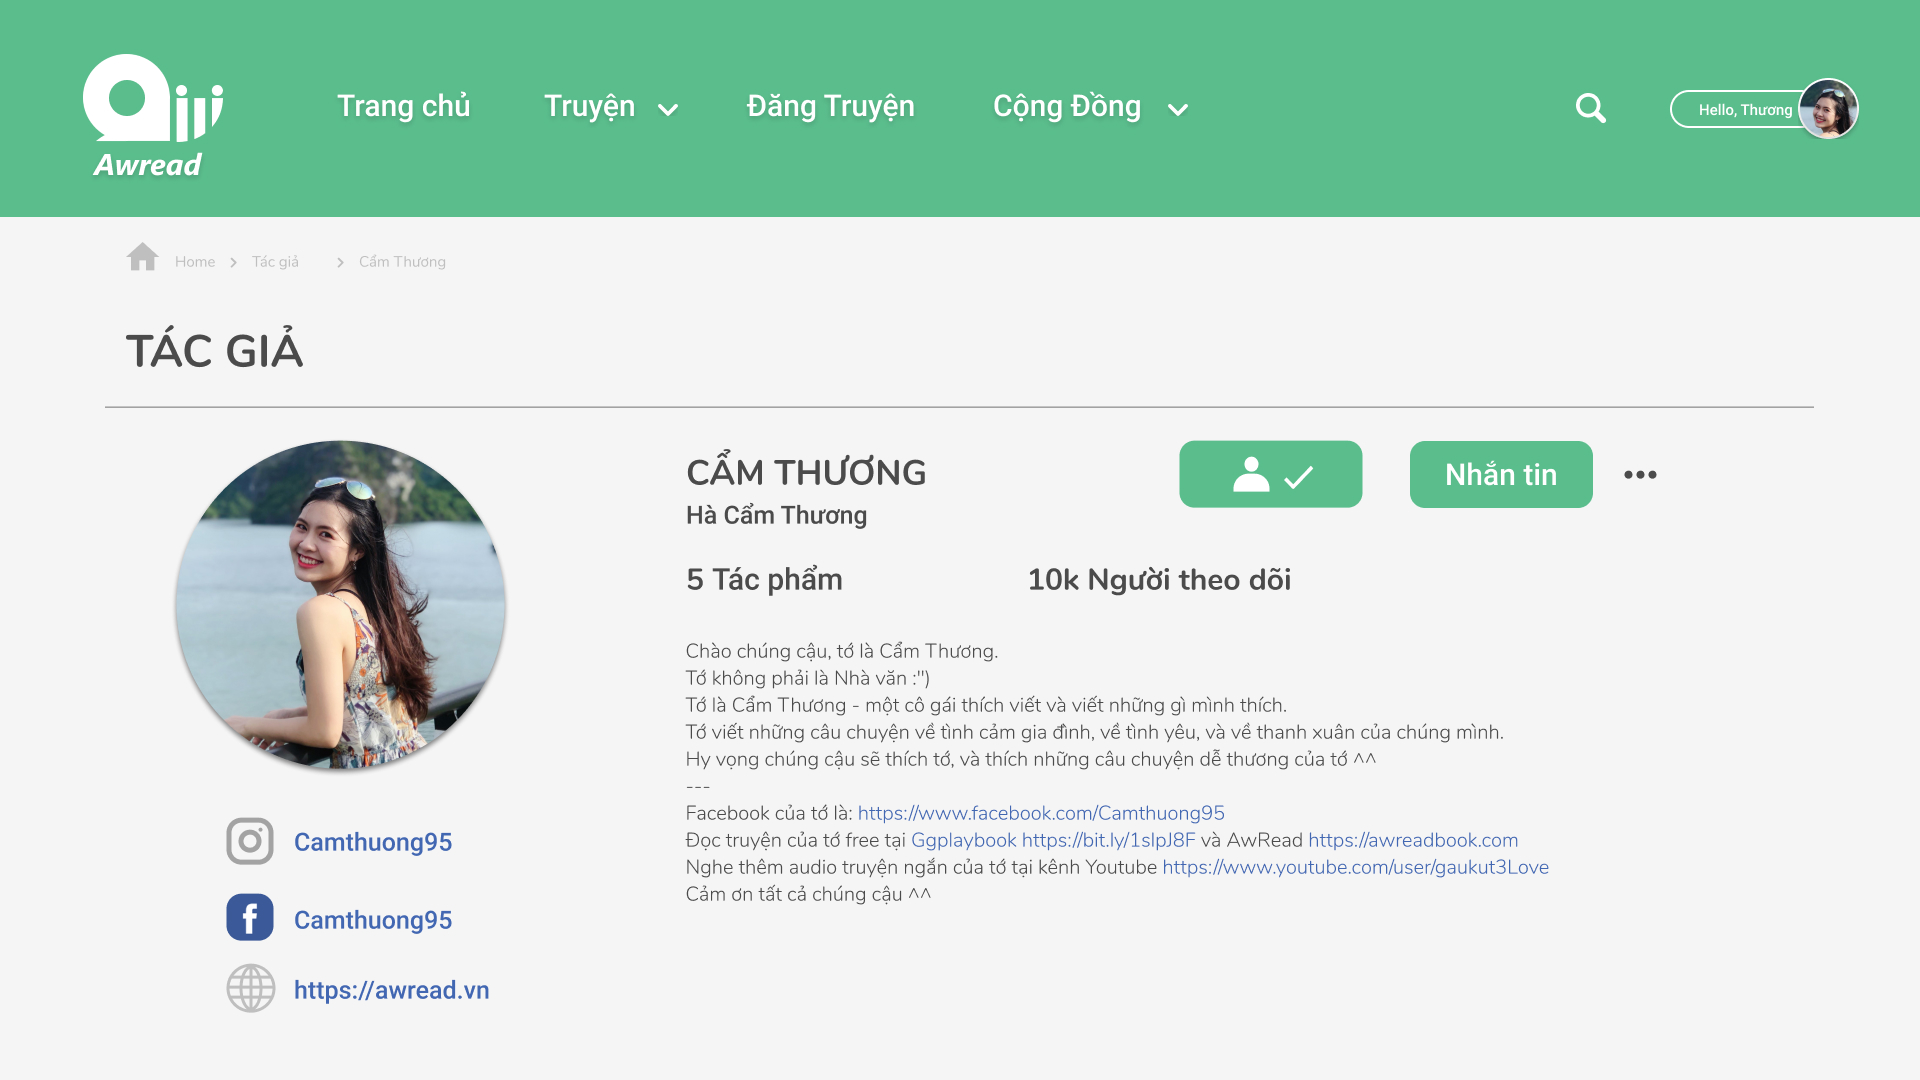 Awread
Trang chủ
Truyện
Đăng Truyện
Cộng Đồng
Hello, Thương
Home
Tác giả
Cẩm Thương
TÁC GIẢ
CẨM THƯƠNG
Nhắn tin
Hà Cẩm Thương
5 Tác phẩm
10k Người theo dõi
Chào chúng cậu, tớ là Cẩm Thương.
Tớ không phải là Nhà văn :")
Tớ là Cẩm Thương - một cô gái thích viết và viết những gì mình thích.
Tớ viết những câu chuyện về tình cảm gia đình, về tình yêu, và về thanh xuân của chúng mình.
Hy vọng chúng cậu sẽ thích tớ, và thích những câu chuyện dễ thương của tớ ^^
---
Facebook của tớ là: https://www.facebook.com/Camthuong95
Đọc truyện của tớ free tại Ggplaybook https://bit.ly/1slpJ8F và AwRead https://awreadbook.com
Nghe thêm audio truyện ngắn của tớ tại kênh Youtube https://www.youtube.com/user/gaukut3Love
Cảm ơn tất cả chúng cậu ^^
Camthuong95
Camthuong95
https://awread.vn